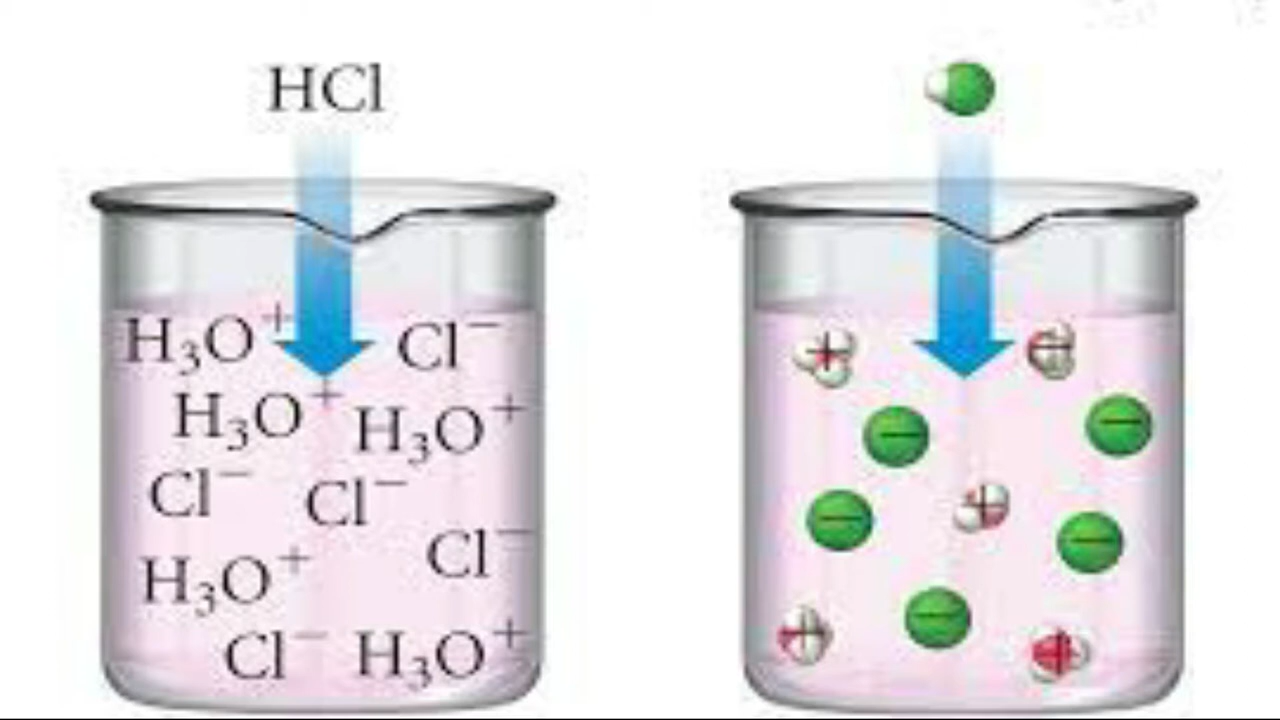 HCl
H₃O⁺ Cl⁻
H₃O⁺ H₃O⁺
Cl⁻ Cl⁻
Cl⁻
H₃O⁺
Cl⁻ H₃O⁺
+ +
− −
+
− −
−
+ +